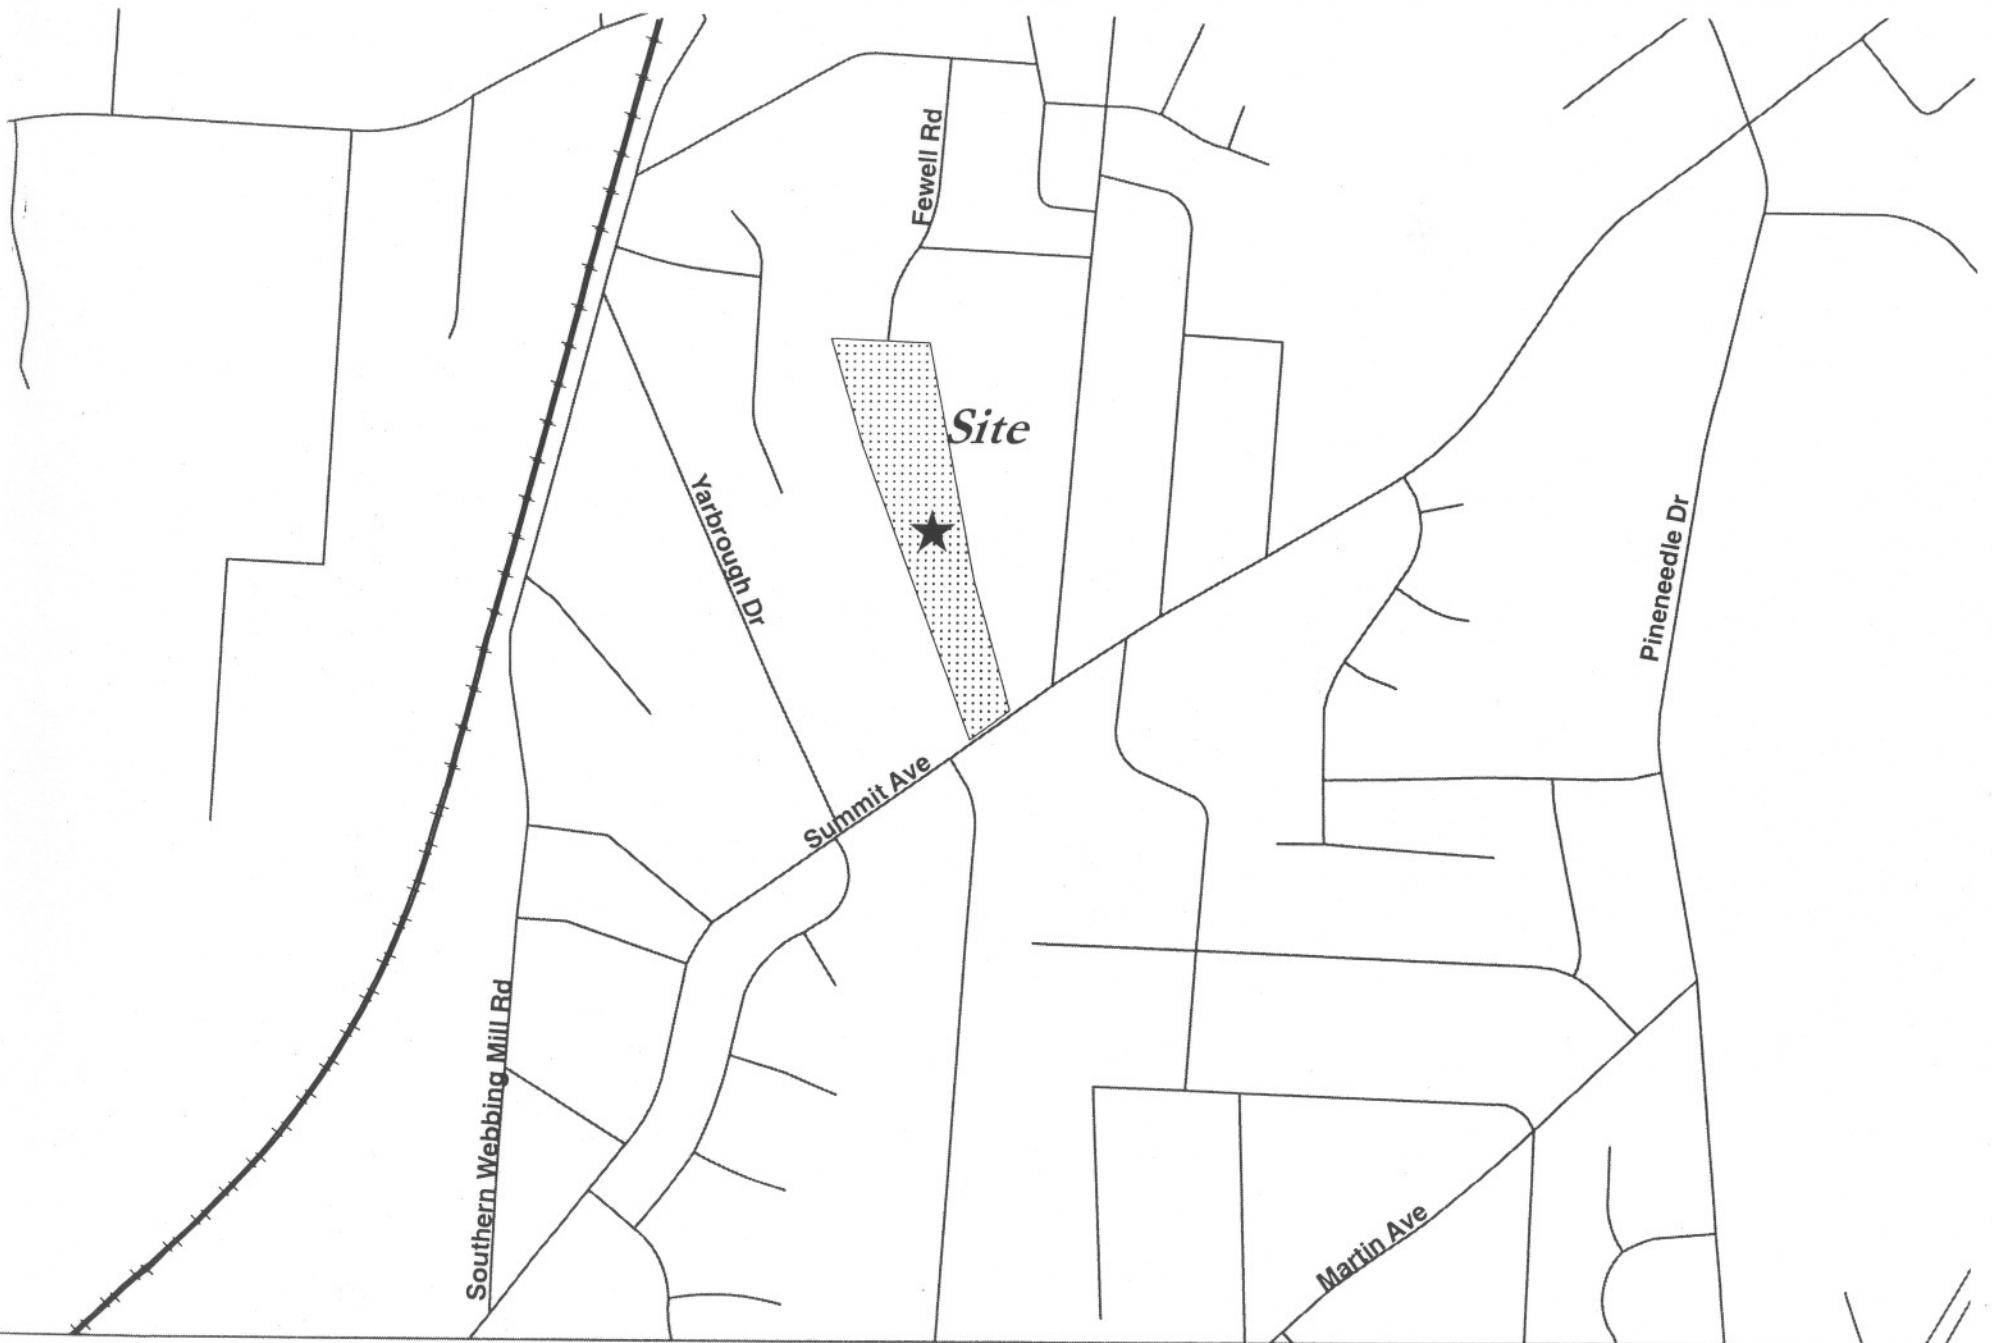 Fewell Rd
Site
Yarbrough Dr
Pineneedle Dr
Summit Ave
Southern Webbing Mill Rd
Martin Ave